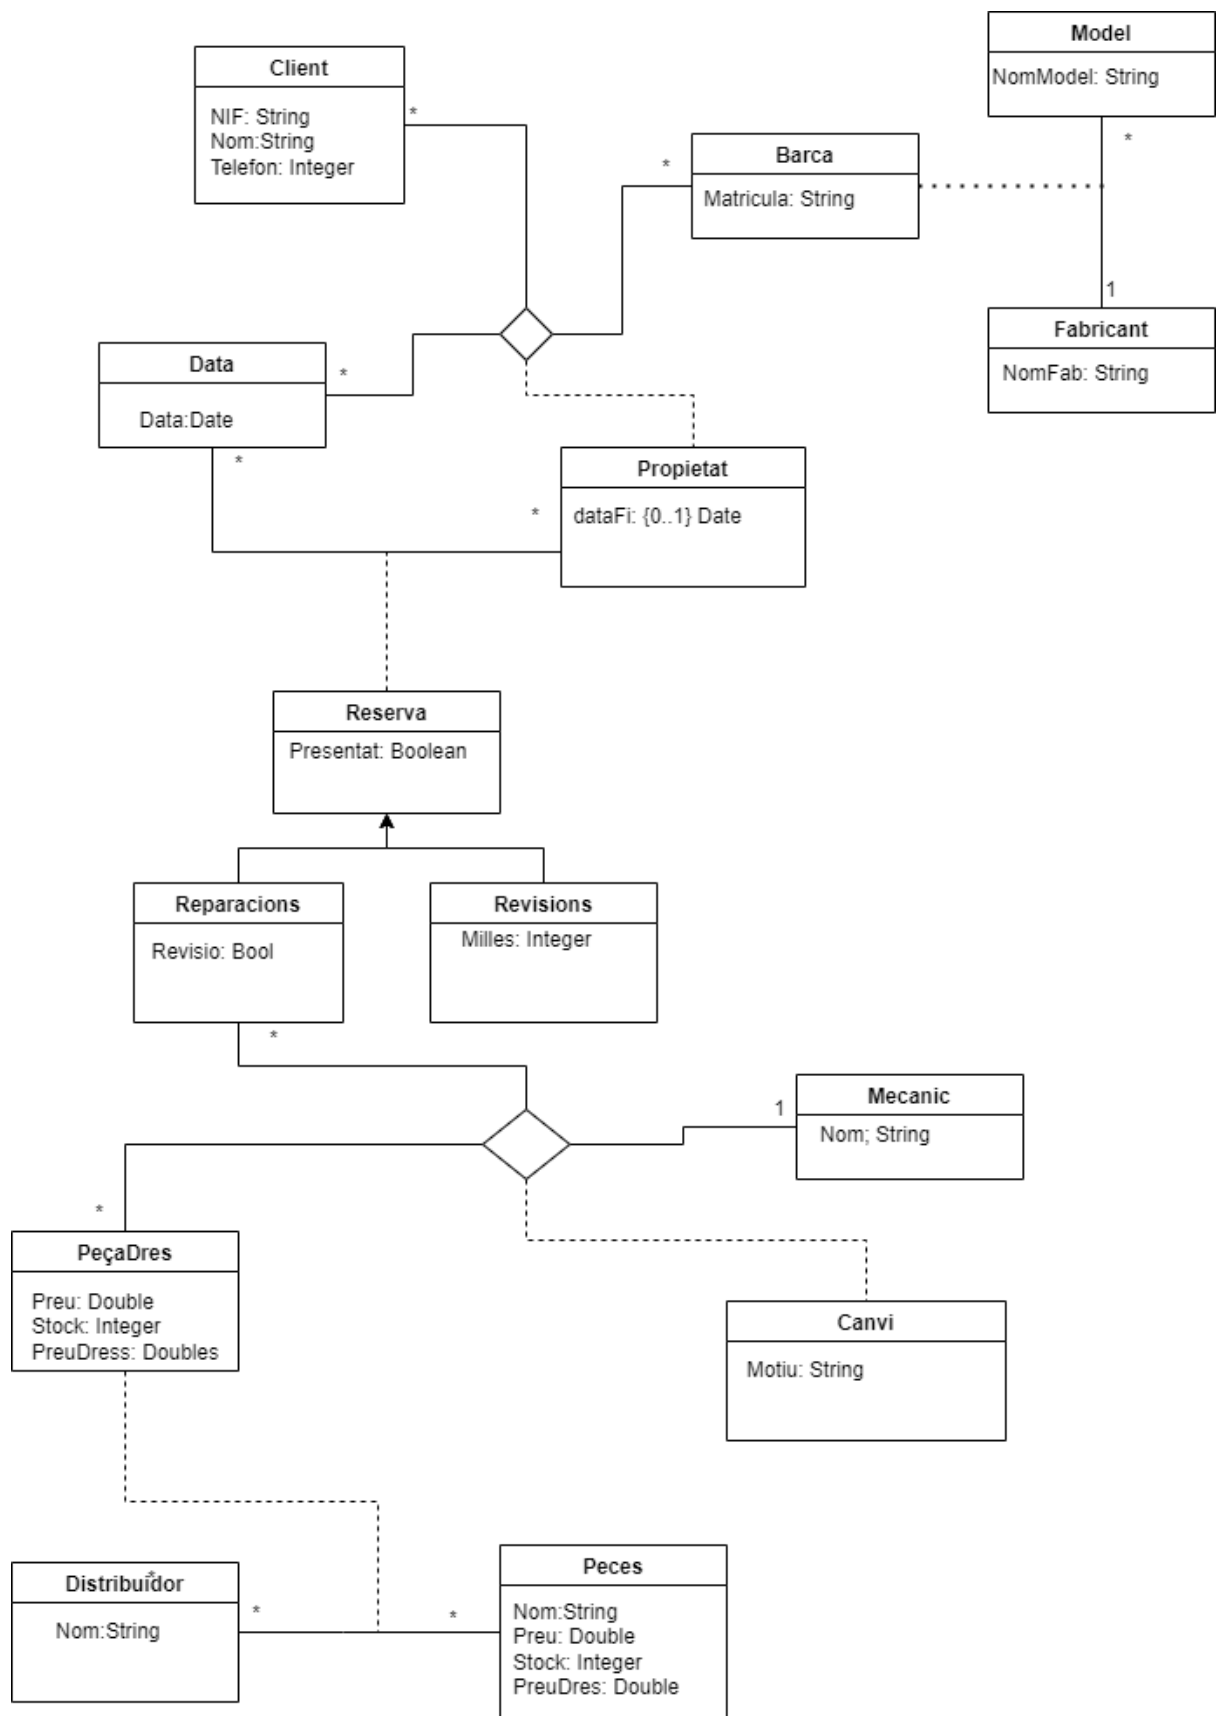 Model
NomModel: String
*
Client
NIF: String
Nom:String
Telefon: Integer
*
Barca
Matricula: String
*
1
Fabricant
NomFab: String
Data
Data:Date
*
*
Propietat
dataFi: {0..1} Date
*
Reserva
Presentat: Boolean
Reparacions
Revisio: Bool
*
Revisions
Milles: Integer
Mecanic
Nom; String
1
*
PeçaDres
Preu: Double
Stock: Integer
PreuDress: Doubles
Canvi
Motiu: String
Distribuïdor
*
Nom:String
*
*
Peces
Nom:String
Preu: Double
Stock: Integer
PreuDres: Double